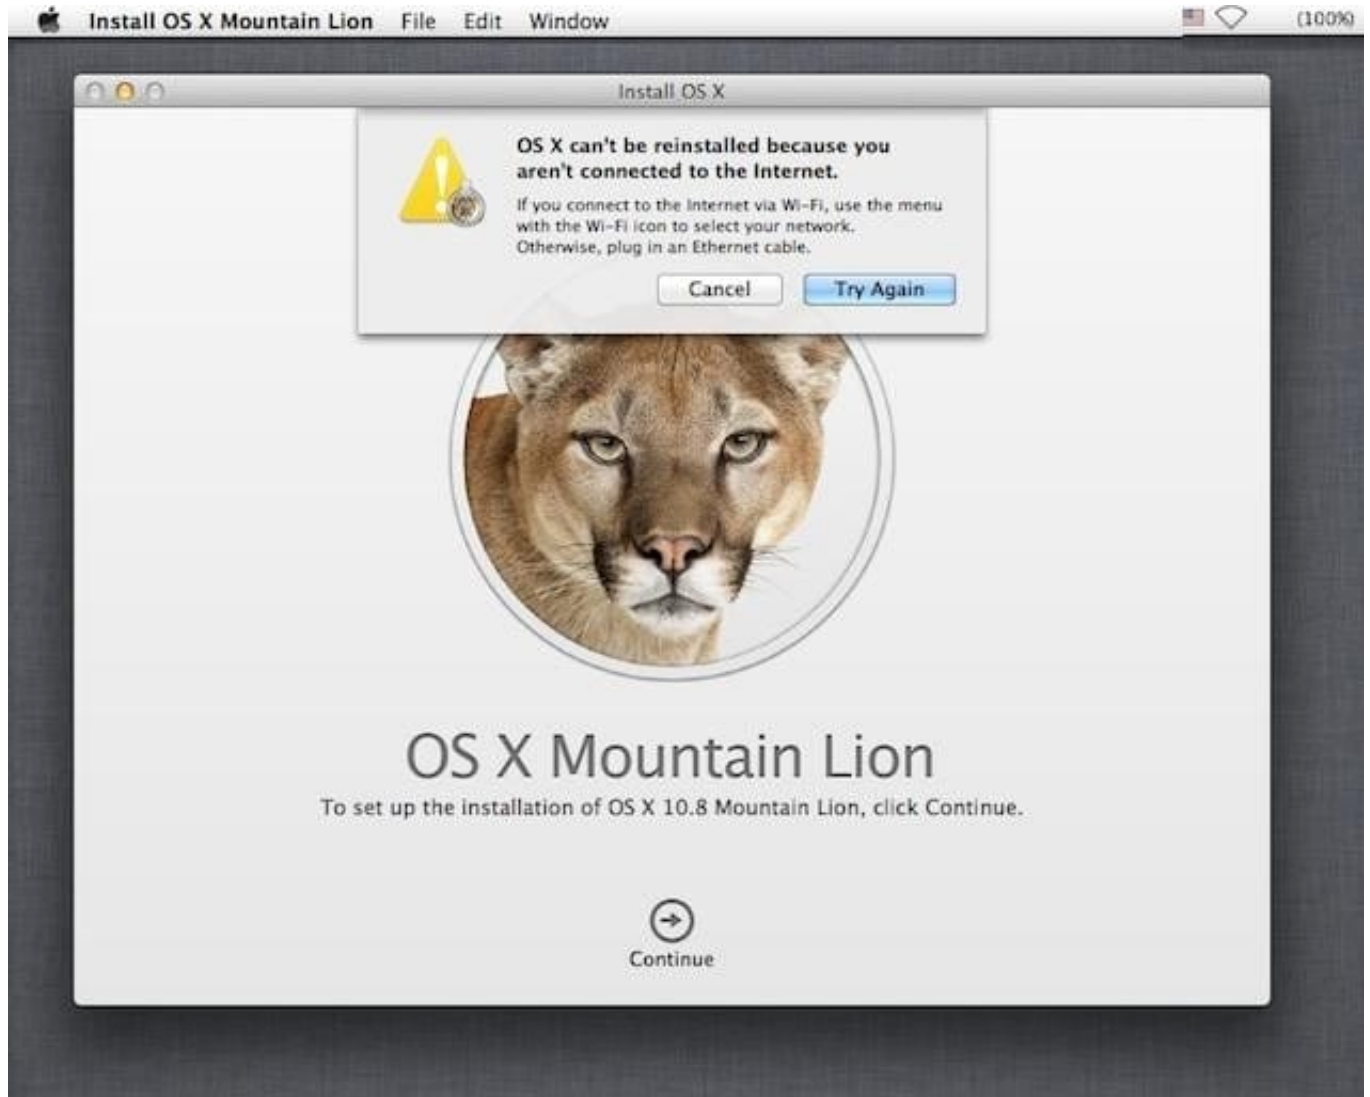 Install OS X Mountain Lion File Edit Window (100%)
Install OS X
OS X can't be reinstalled because you
aren't connected to the Internet.
If you connect to the Internet via Wi-Fi, use the menu
with the Wi-Fi icon to select your network.
Otherwise, plug in an Ethernet cable.
Cancel Try Again
OS X Mountain Lion
To set up the installation of OS X 10.8 Mountain Lion, click Continue.
Continue